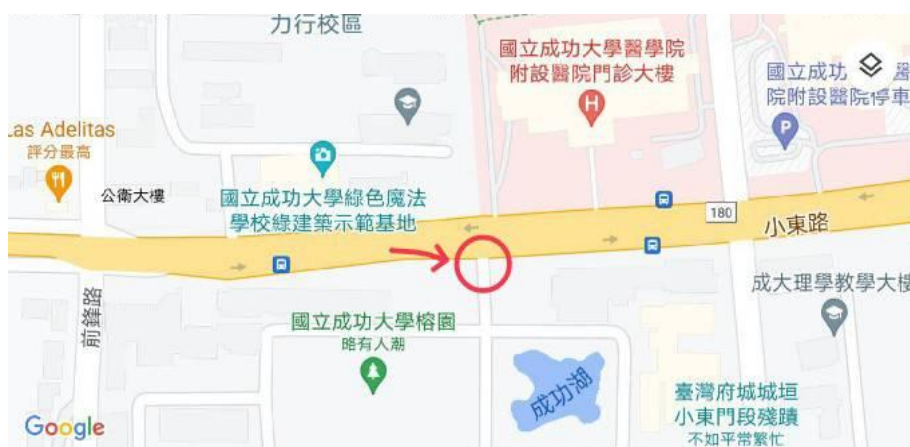 力行校區
國立成功大學醫學院
附設醫院門診大樓
H
國立成功
醫
院附設醫院停車
P
Las Adelitas
評分最高
公衛大樓
國立成功大學綠色魔法
學校綠建築示範基地
180
小東路
前鋒路
國立成功大學榕園
略有人潮
成功湖
成大理學教學大樓
臺灣府城城垣
小東門段殘蹟
不如平常繁忙
Google